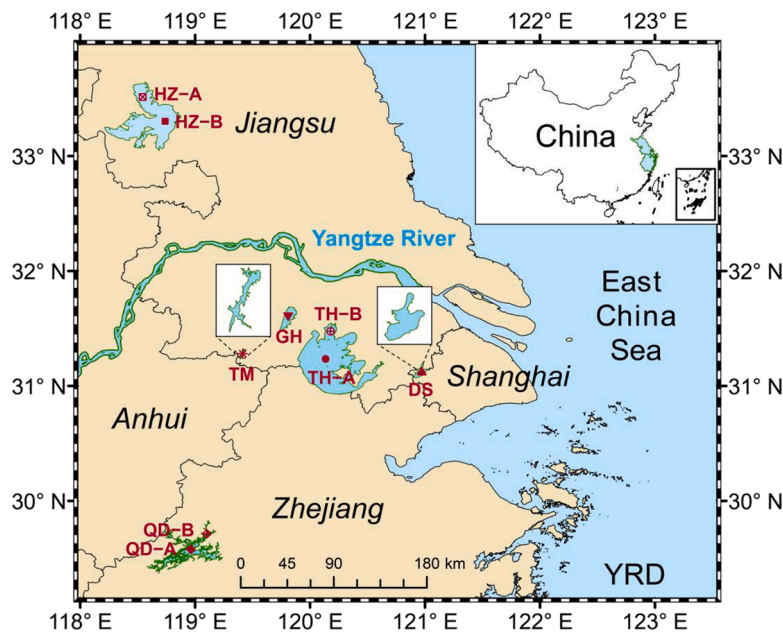 118° E 119° E 120° E 121° E 122° E 123° E
HZ-A
HZ-B
Jiangsu
China
33° N
33° N
Yangtze River
32° N
32° N
East
China
Sea
TH-B
GH
TM
TH-A
DS
Shanghai
31° N
31° N
Anhui
30° N
30° N
Zhejiang
QD-B
QD-A
0 45 90 180 km
YRD
118° E 119° E 120° E 121° E 122° E 123° E